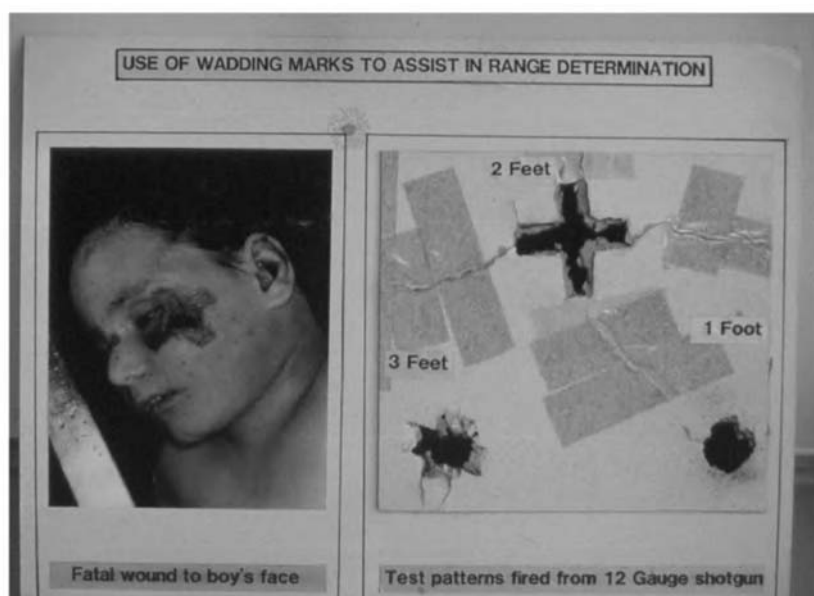 USE OF WADDING MARKS TO ASSIST IN RANGE DETERMINATION
2 Feet
1 Foot
3 Feet
Fatal wound to boy's face
Test patterns fired from 12 Gauge shotgun